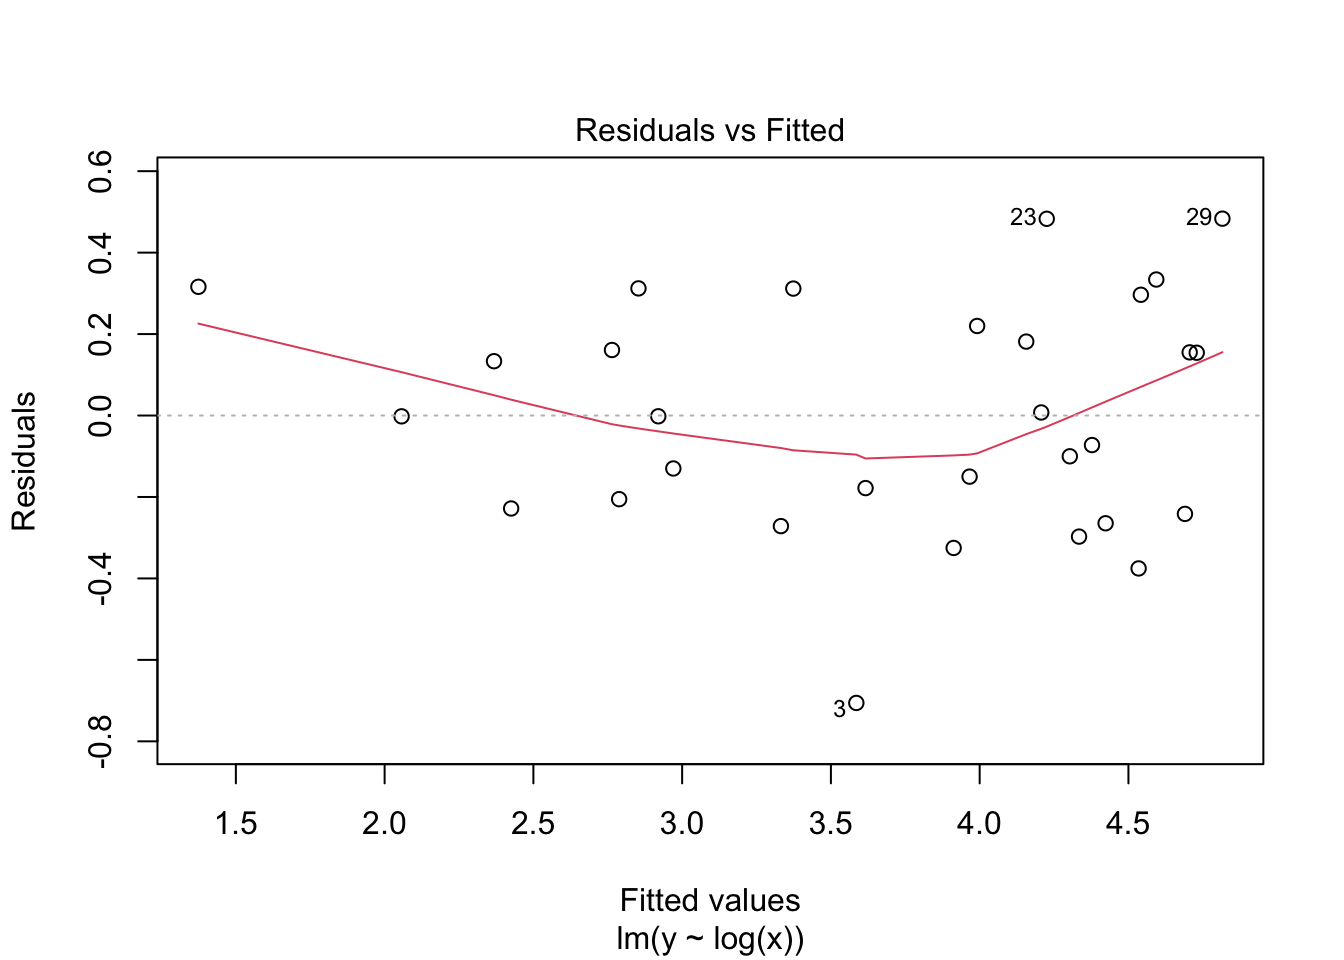 Residuals vs Fitted
Residuals
0.6
0.4
0.2
0.0
-0.4
-0.8
23
29
3
1.5 2.0 2.5 3.0 3.5 4.0 4.5
Fitted values
lm(y ~ log(x))